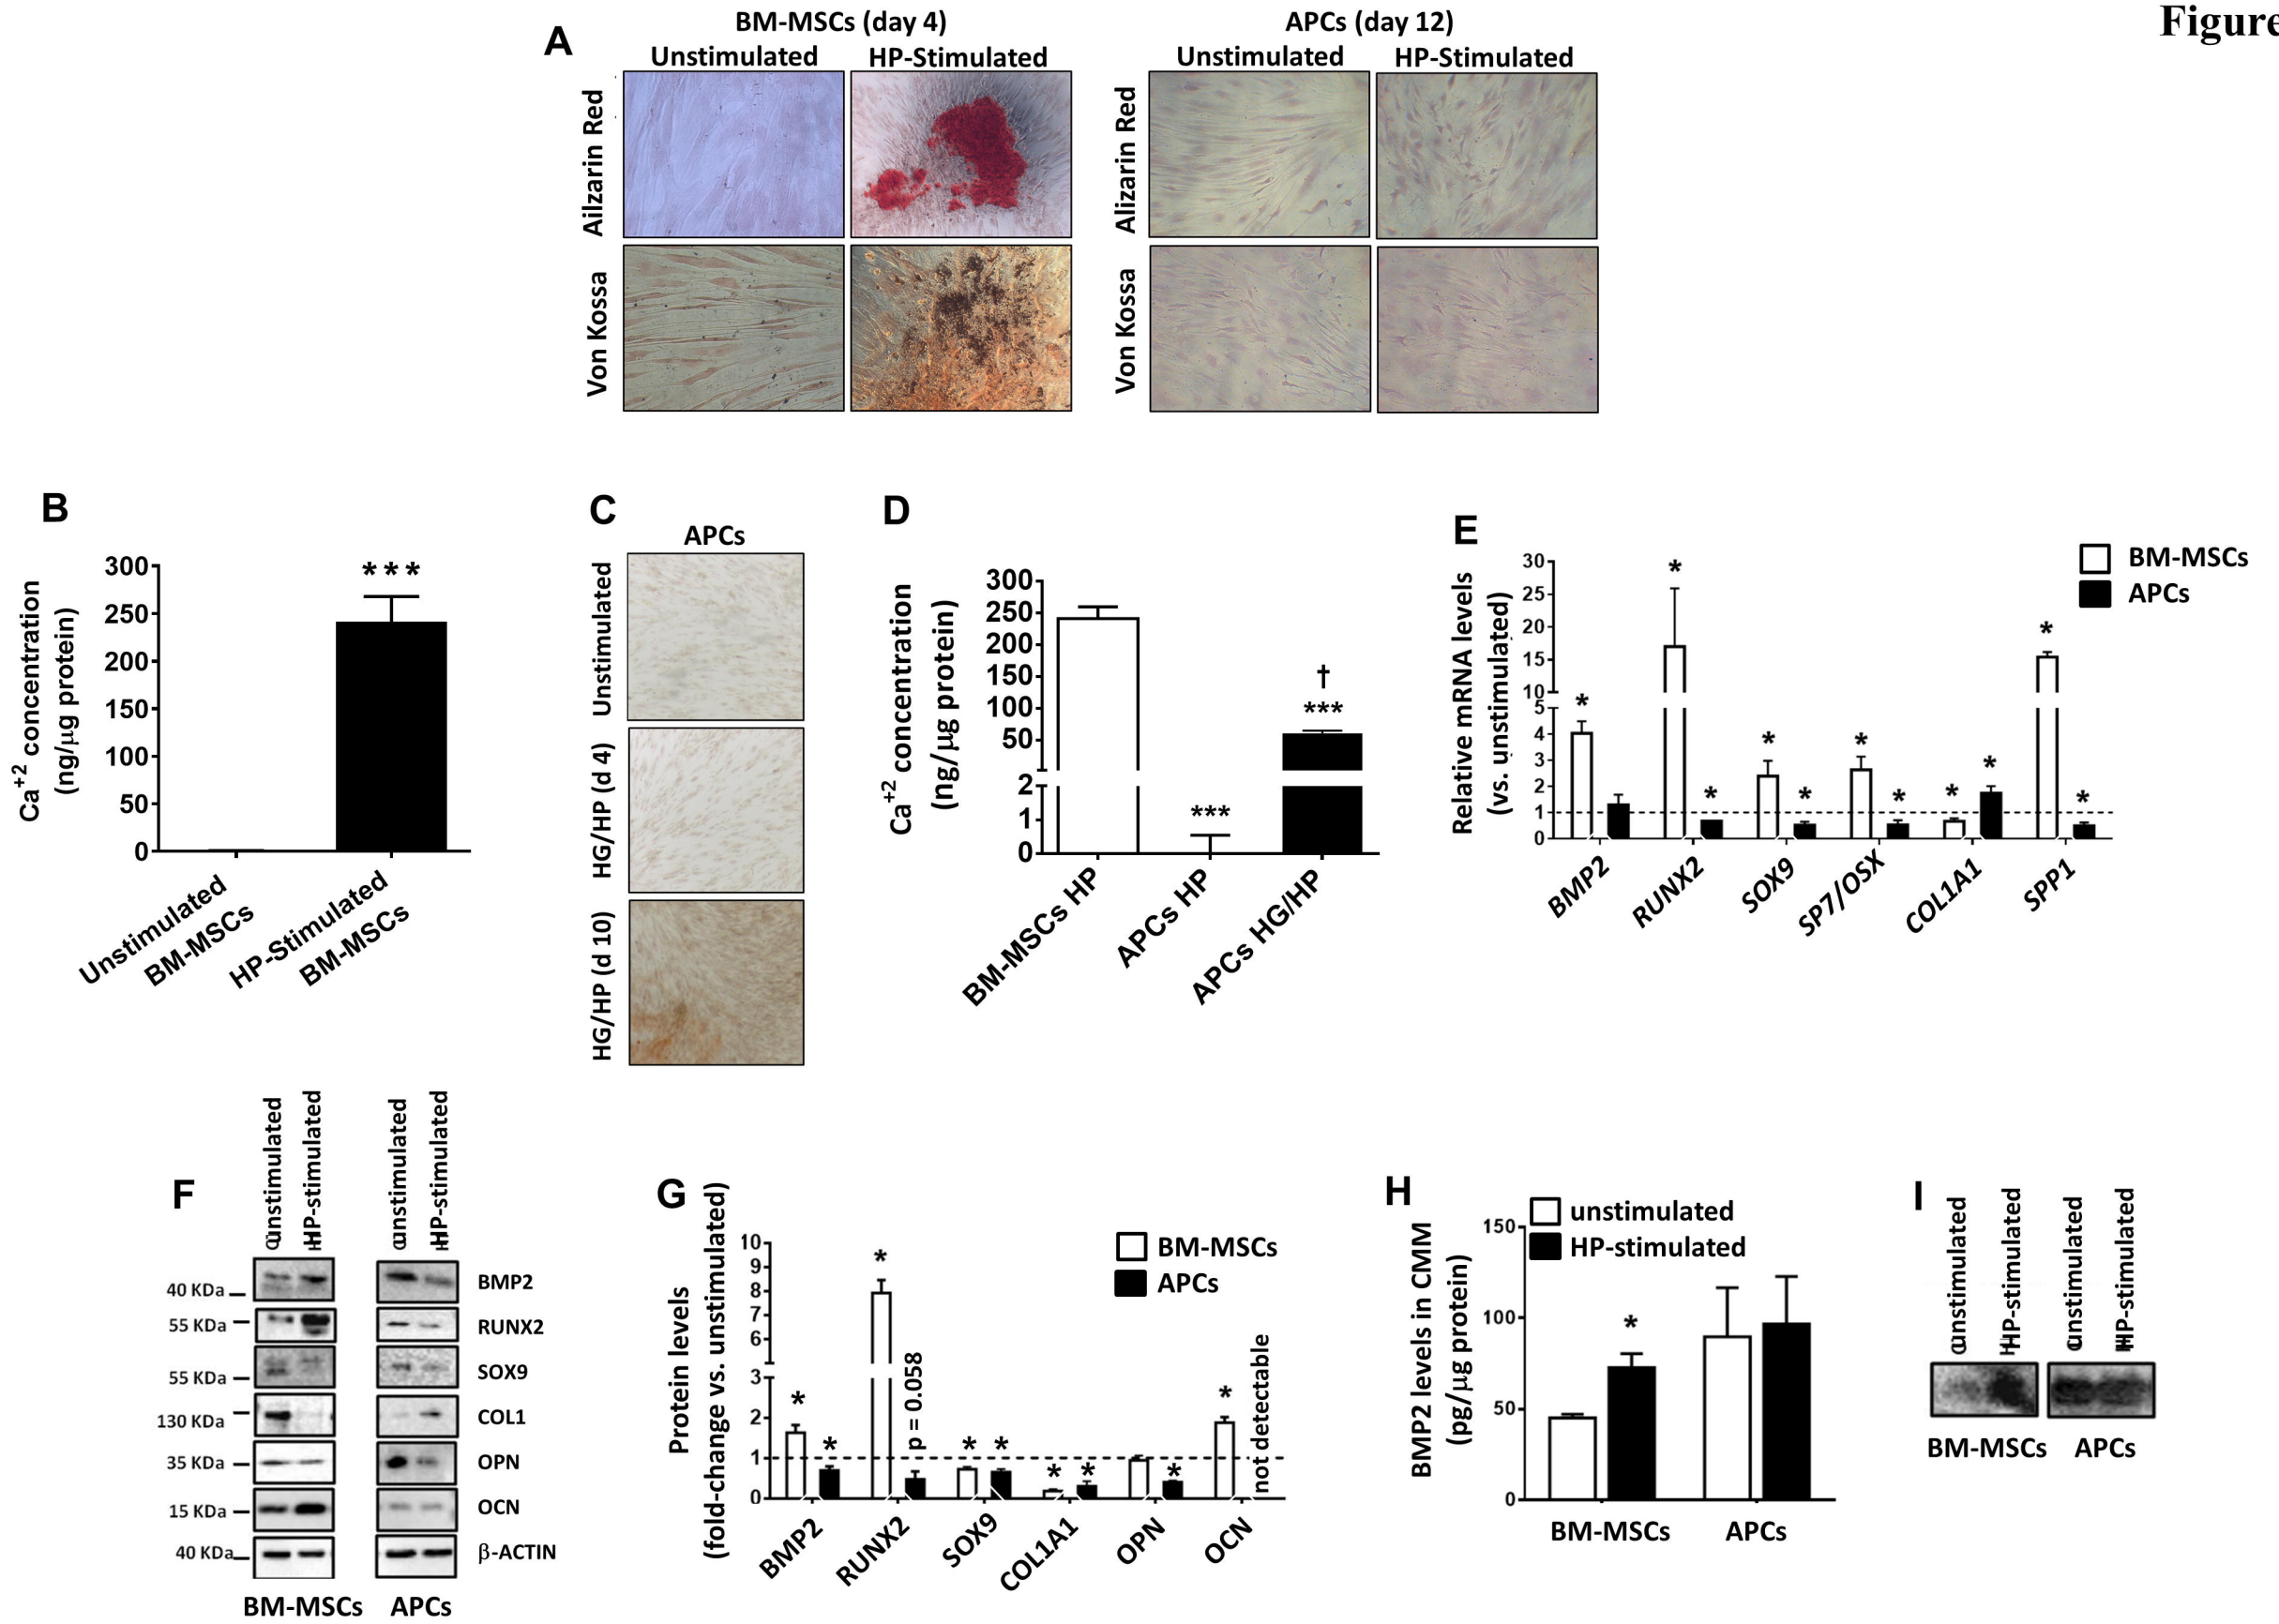 Figure
A
BM-MSCs (day 4)
APCs (day 12)
Unstimulated
HP-Stimulated
Unstimulated
HP-Stimulated
Ailzarin Red
Alizarin Red
Von Kossa
Von Kossa
B
Ca+2 concentration
(ng/µg protein)
300
250
200
150
100
50
0
***
Unstimulated
BM-MSCs
HP-Stimulated
BM-MSCs
C
APCs
Unstimulated
HG/HP (d 4)
HG/HP (d 10)
D
Ca+2 concentration
(ng/µg protein)
300
250
200
150
100
50
2
1
0
***
†
***
BM-MSCs HP
APCs HP
APCs HG/HP
E
Relative mRNA levels
(vs. unstimulated)
30
25
20
15
10
5
4
3
2
1
0
* * * * * * * * * * *
BM-MSCs
APCs
BMP2
RUNX2
SOX9
SP7/OSX
COL1A1
SPP1
F
unstimulated
HP-stimulated
unstimulated
HP-stimulated
40 KDa
BMP2
55 KDa
RUNX2
55 KDa
SOX9
130 KDa
COL1
35 KDa
OPN
15 KDa
OCN
40 KDa
β-ACTIN
BM-MSCs
APCs
G
Protein levels
(fold-change vs. unstimulated)
10
9
8
7
6
3
2
1
0
* * * * * * * * *
p = 0.058
not detectable
BM-MSCs
APCs
BMP2
RUNX2
SOX9
COL1A1
OPN
OCN
H
BMP2 levels in CMM
(pg/µg protein)
150
100
50
0
unstimulated
HP-stimulated
*
BM-MSCs
APCs
I
unstimulated
HP-stimulated
unstimulated
HP-stimulated
BM-MSCs
APCs